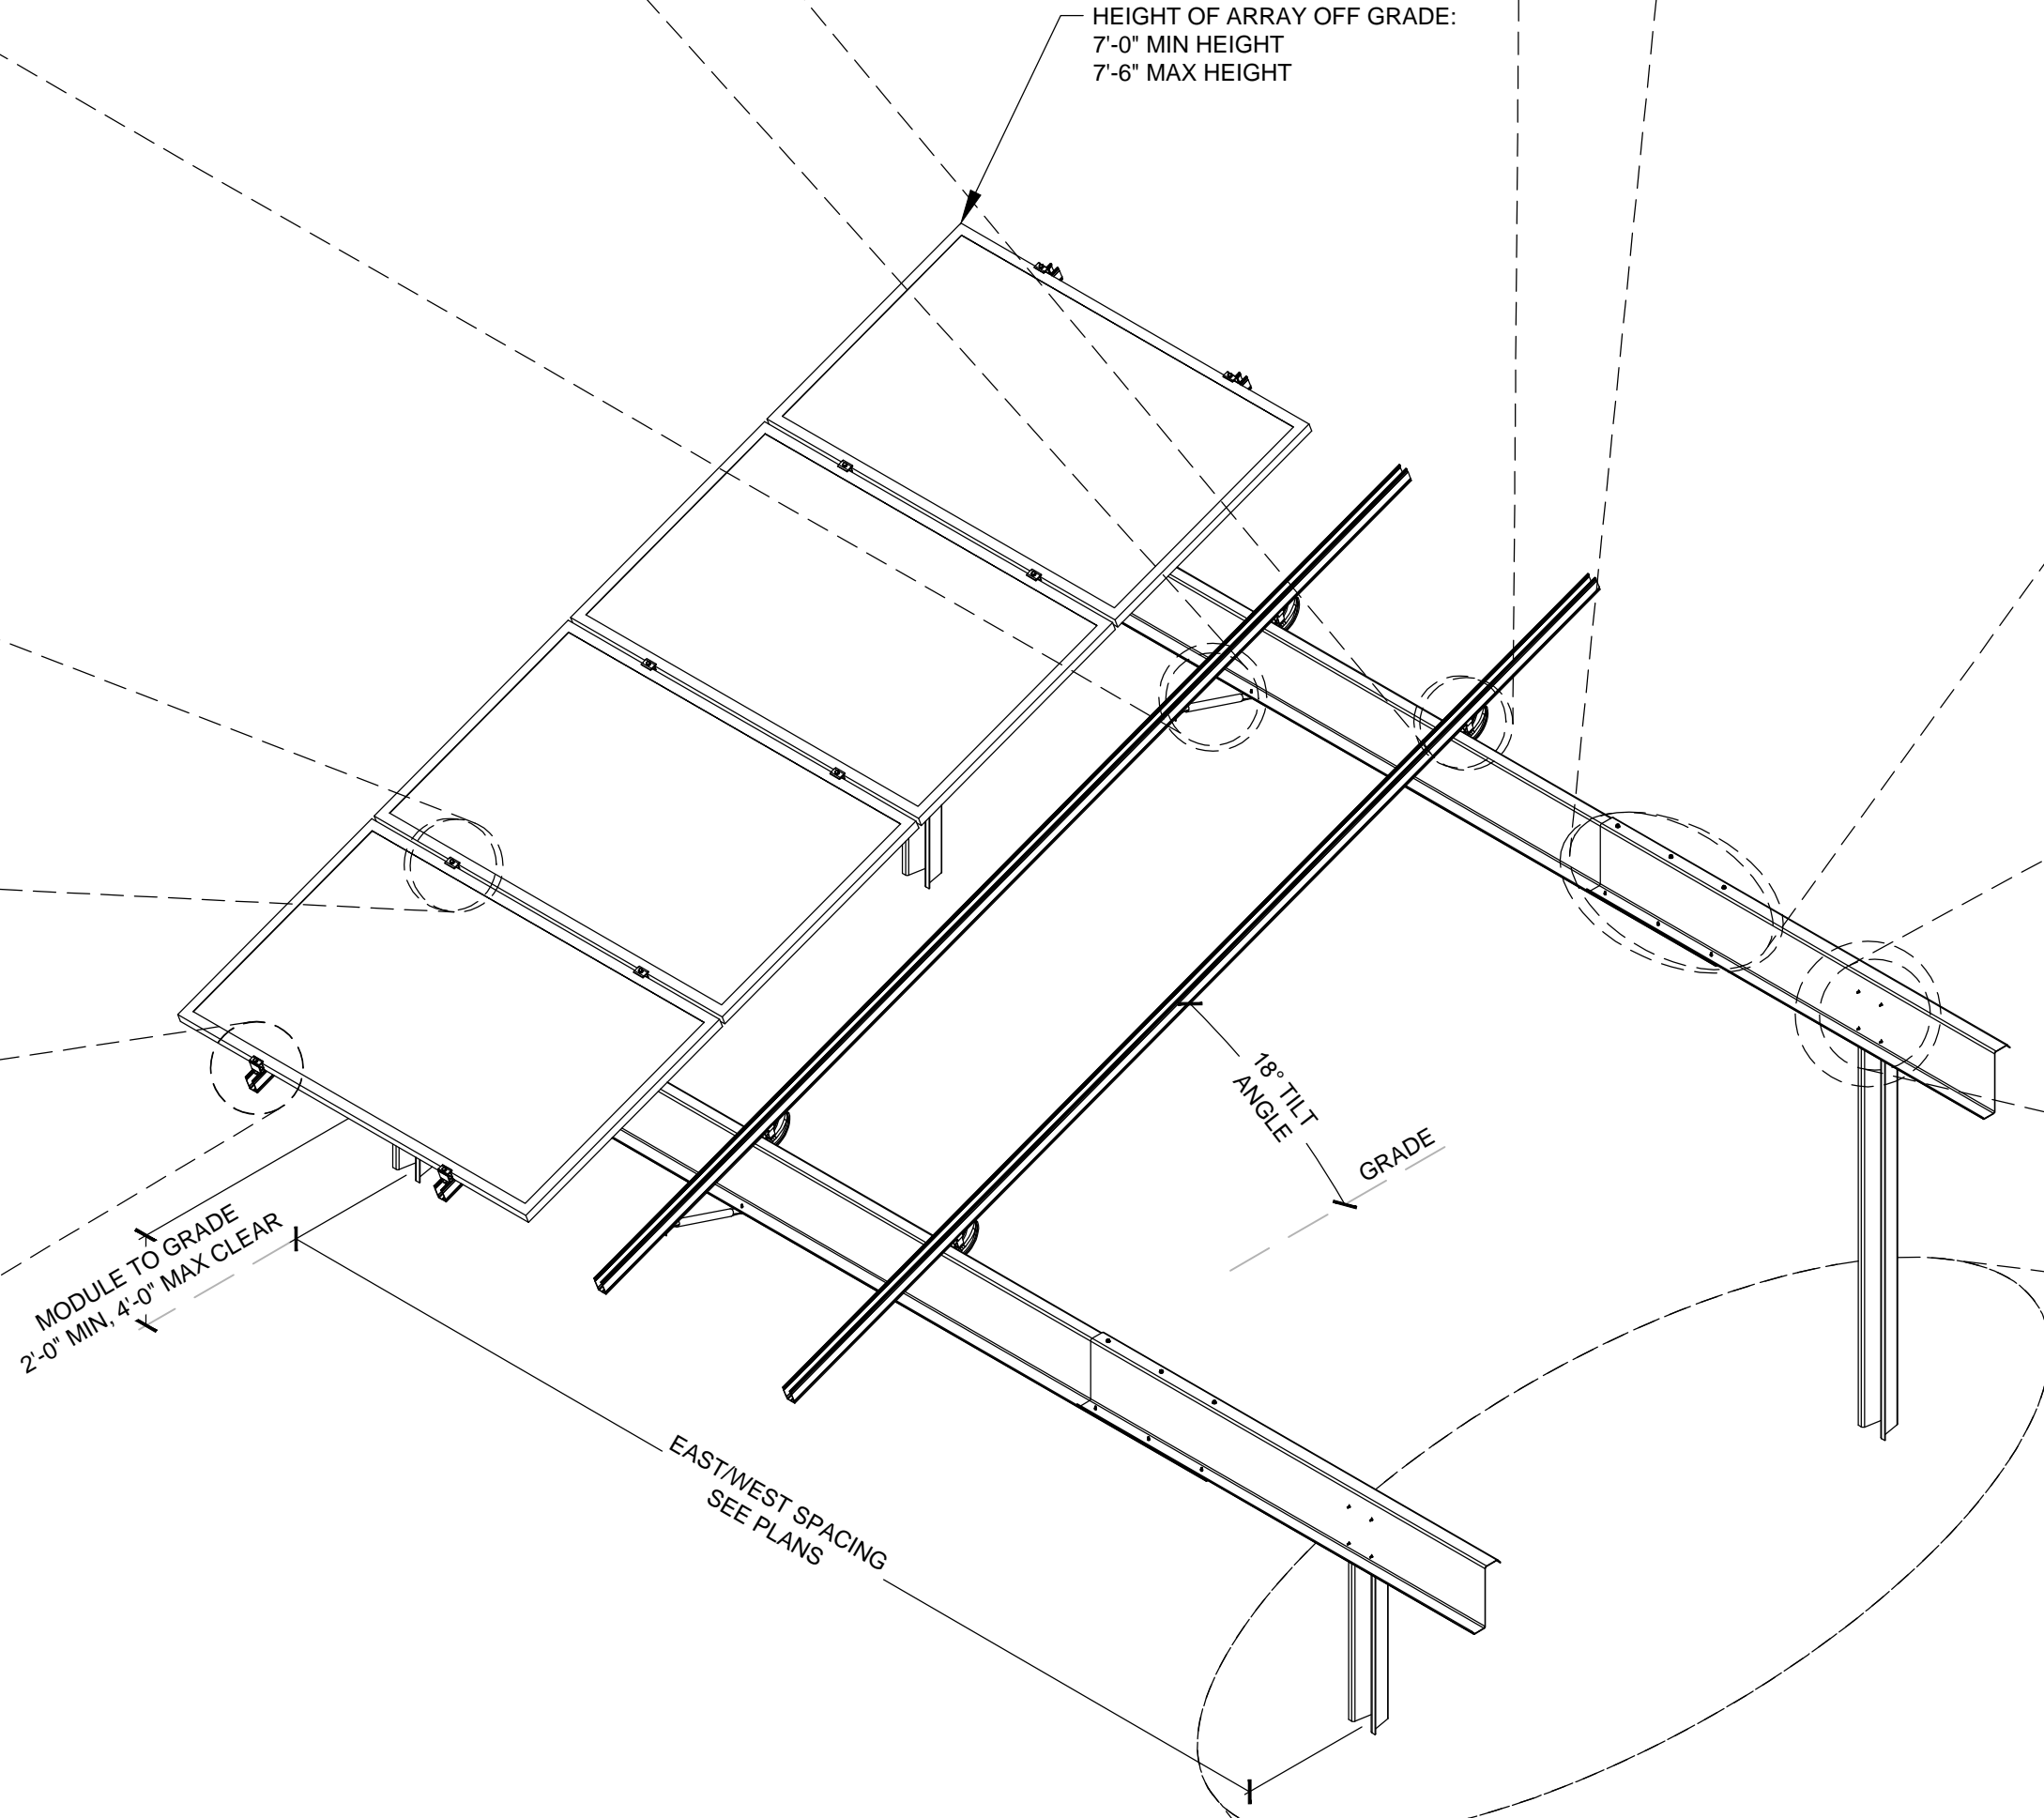 HEIGHT OF ARRAY OFF GRADE:
7'-0" MIN HEIGHT
7'-6" MAX HEIGHT
18° TILT
ANGLE
GRADE
MODULE TO GRADE
2'-0" MIN, 4'-0" MAX CLEAR
EAST/WEST SPACING
SEE PLANS